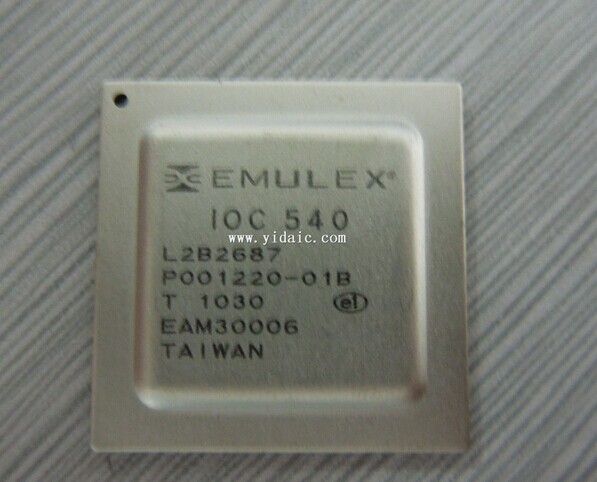 EMULEX®
IOC 540
www.yidaic.com
L2B2687
P001220-01B
T 1030 e1
EAM30006
TAIWAN